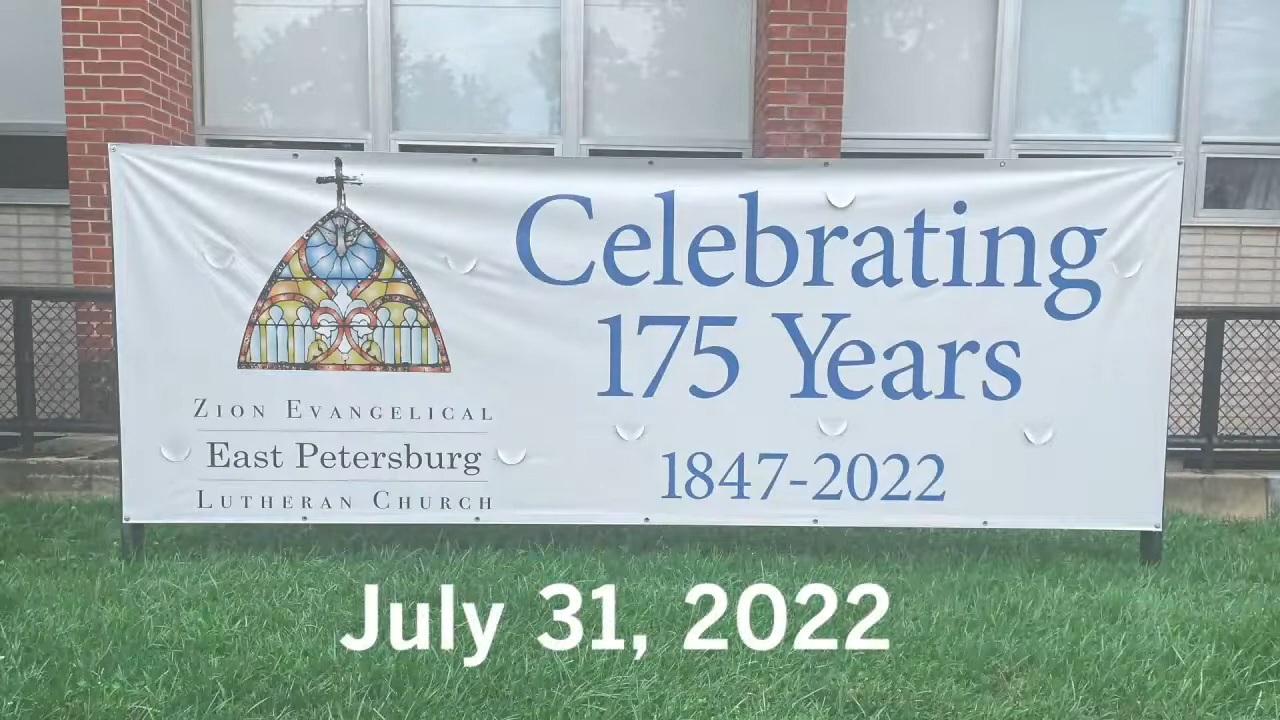 Zion Evangelical
East Petersburg
Lutheran Church
Celebrating
175 Years
1847-2022
July 31, 2022